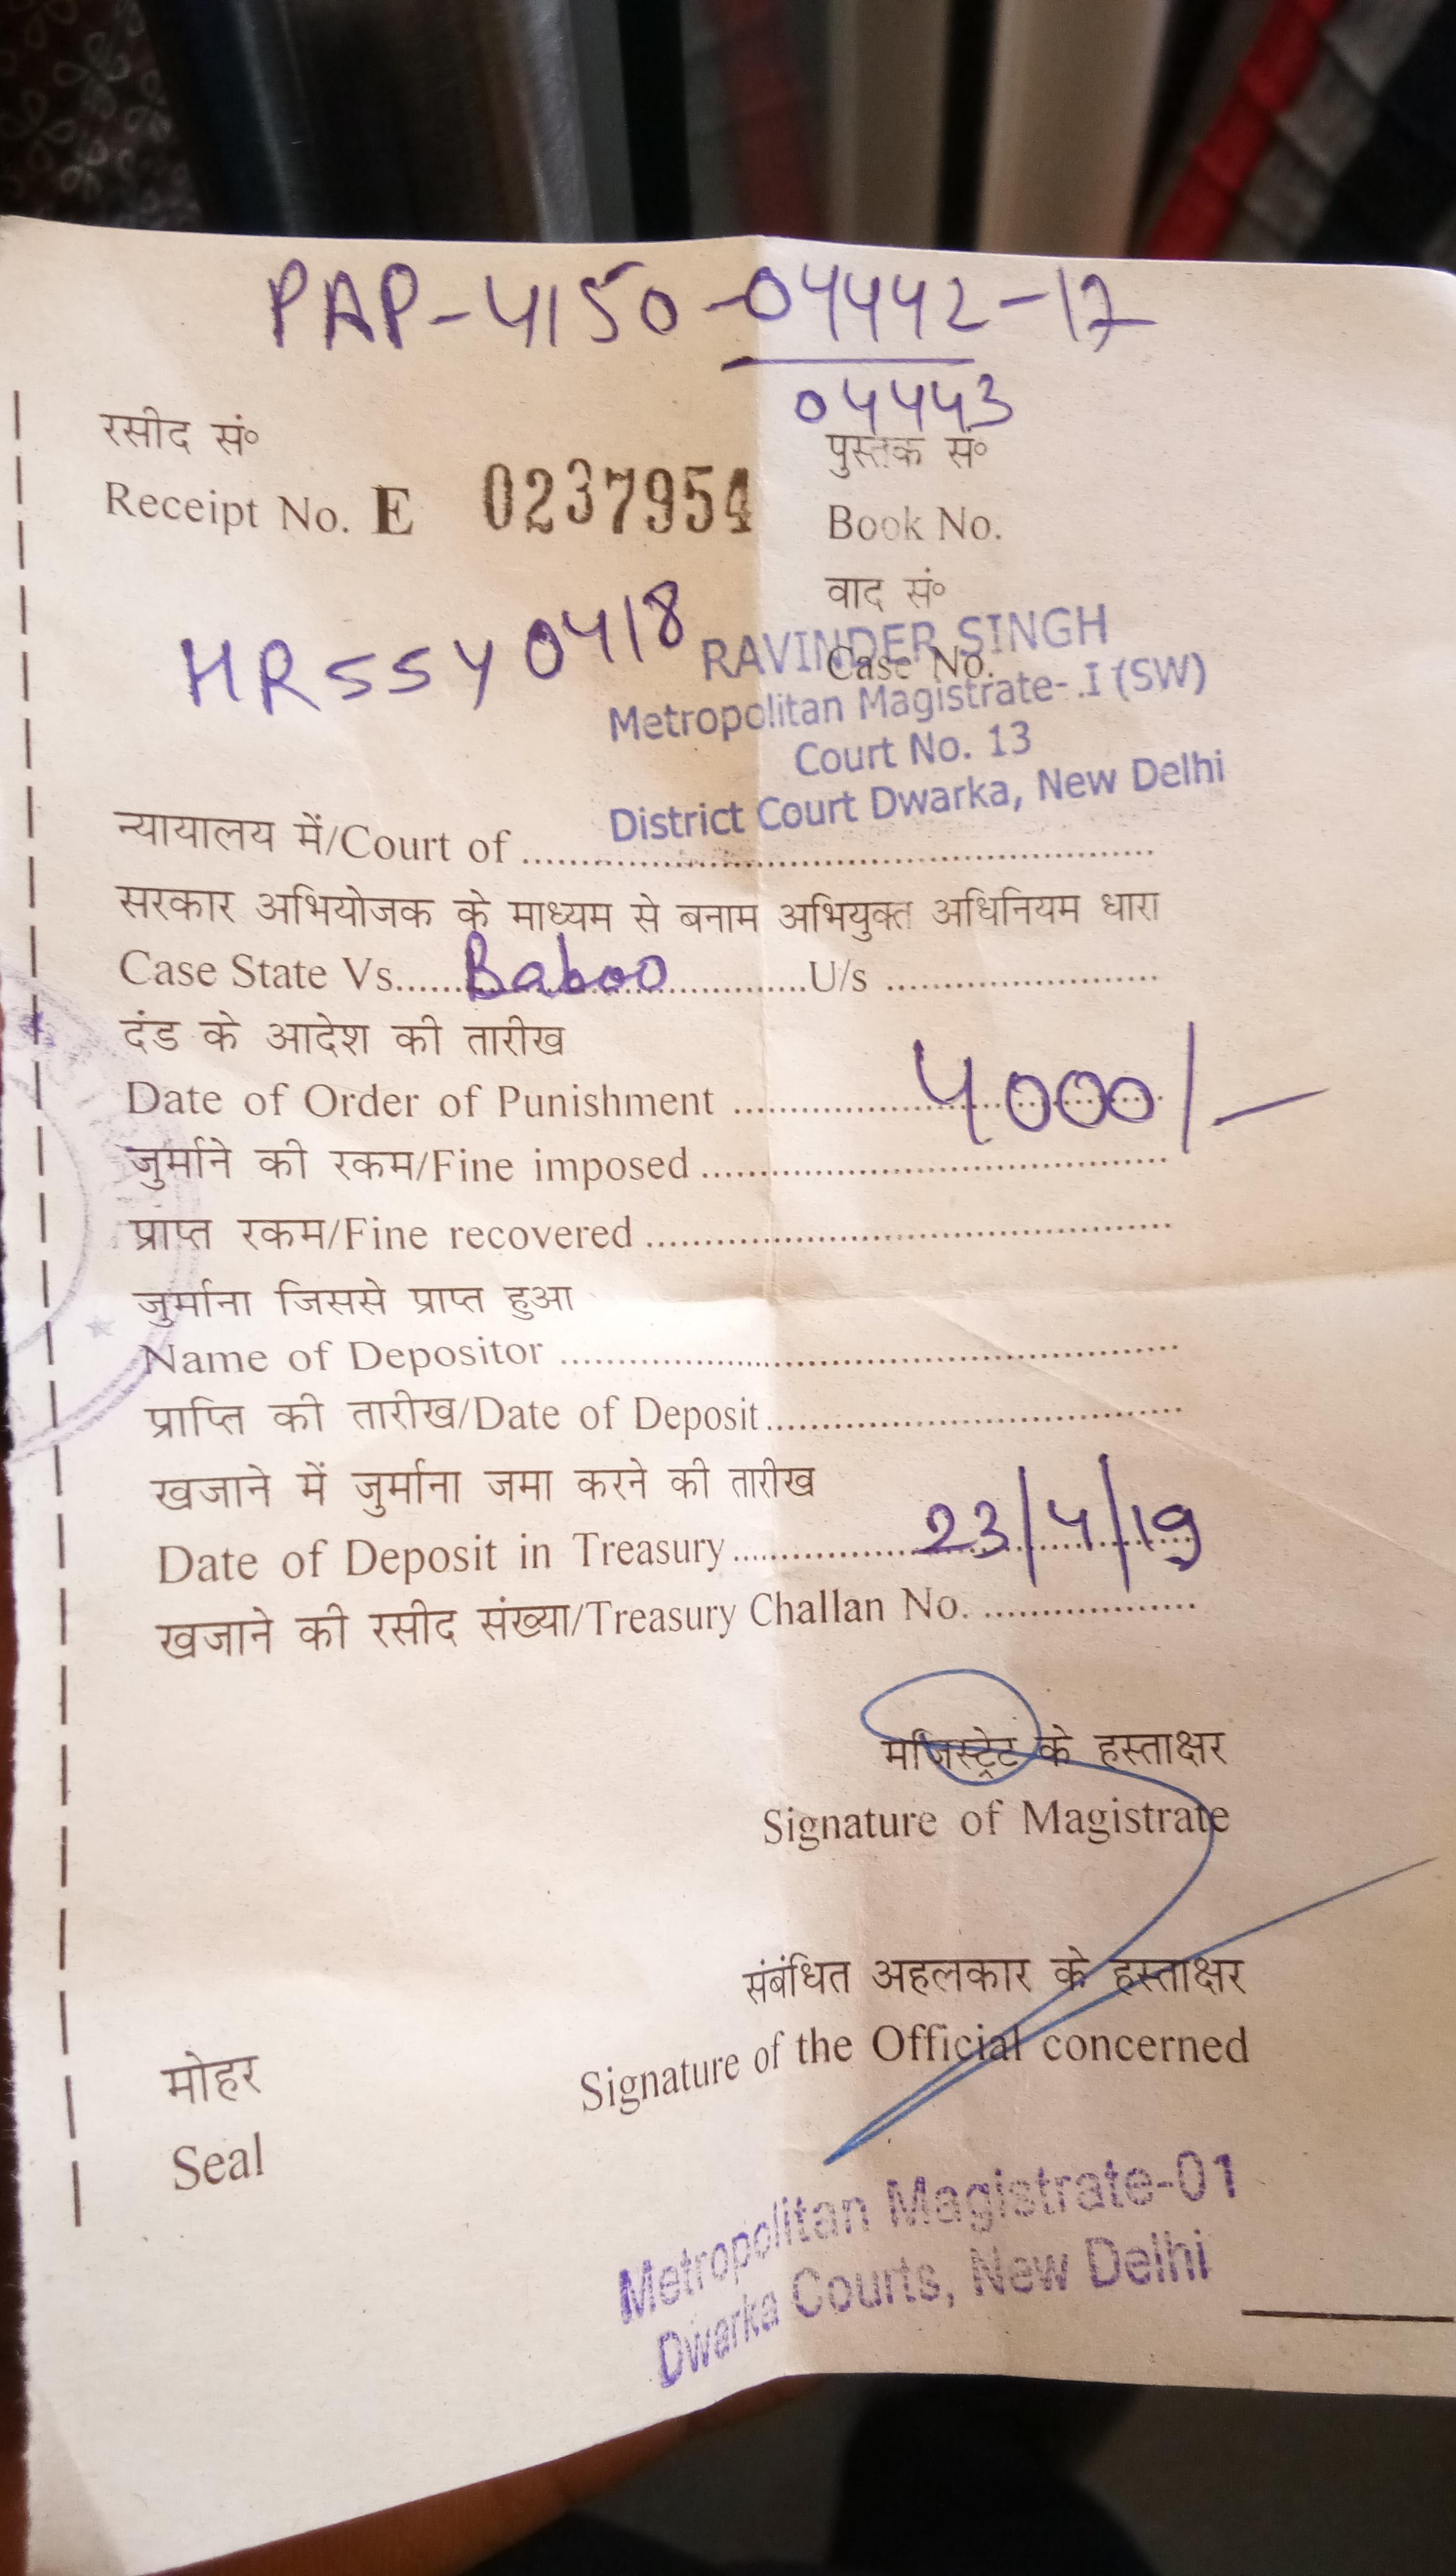 PAP-4150-04442-17
04443
रसीद सं०
पुस्तक सं०
Receipt No. E 0237954
Book No.
वाद सं०
Case No.
HR55Y0418
RAVINDER SINGH
Metropolitan Magistrate-.I (SW)
Court No. 13
District Court Dwarka, New Delhi
न्यायालय में/Court of
सरकार अभियोजक के माध्यम से बनाम अभियुक्त अधिनियम धारा
Case State Vs. Baboo U/s
दंड के आदेश की तारीख
Date of Order of Punishment 4000/-
जुर्माने की रकम/Fine imposed
प्राप्त रकम/Fine recovered
जुर्माना जिससे प्राप्त हुआ
Name of Depositor
प्राप्ति की तारीख/Date of Deposit
खजाने में जुर्माना जमा करने की तारीख
Date of Deposit in Treasury 23/4/19
खजाने की रसीद संख्या/Treasury Challan No.
मजिस्ट्रेट के हस्ताक्षर
Signature of Magistrate
संबंधित अहलकार के हस्ताक्षर
Signature of the Official concerned
मोहर
Seal
Metropolitan Magistrate-01
Dwarka Courts, New Delhi